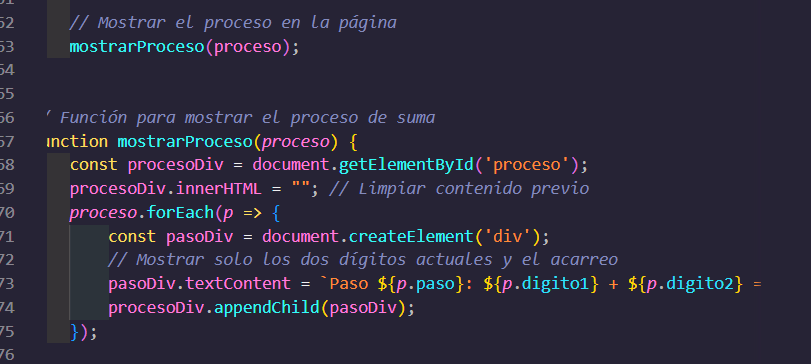 52 // Mostrar el proceso en la página
53 mostrarProceso(proceso);
54
55
56 / Función para mostrar el proceso de suma
57 unction mostrarProceso(proceso) {
58 const procesoDiv = document.getElementById('proceso');
59 procesoDiv.innerHTML = ""; // Limpiar contenido previo
70 proceso.forEach(p => {
71 const pasoDiv = document.createElement('div');
72 // Mostrar solo los dos dígitos actuales y el acarreo
73 pasoDiv.textContent = `Paso ${p.paso}: ${p.digito1} + ${p.digito2} =
74 procesoDiv.appendChild(pasoDiv);
75 });
76